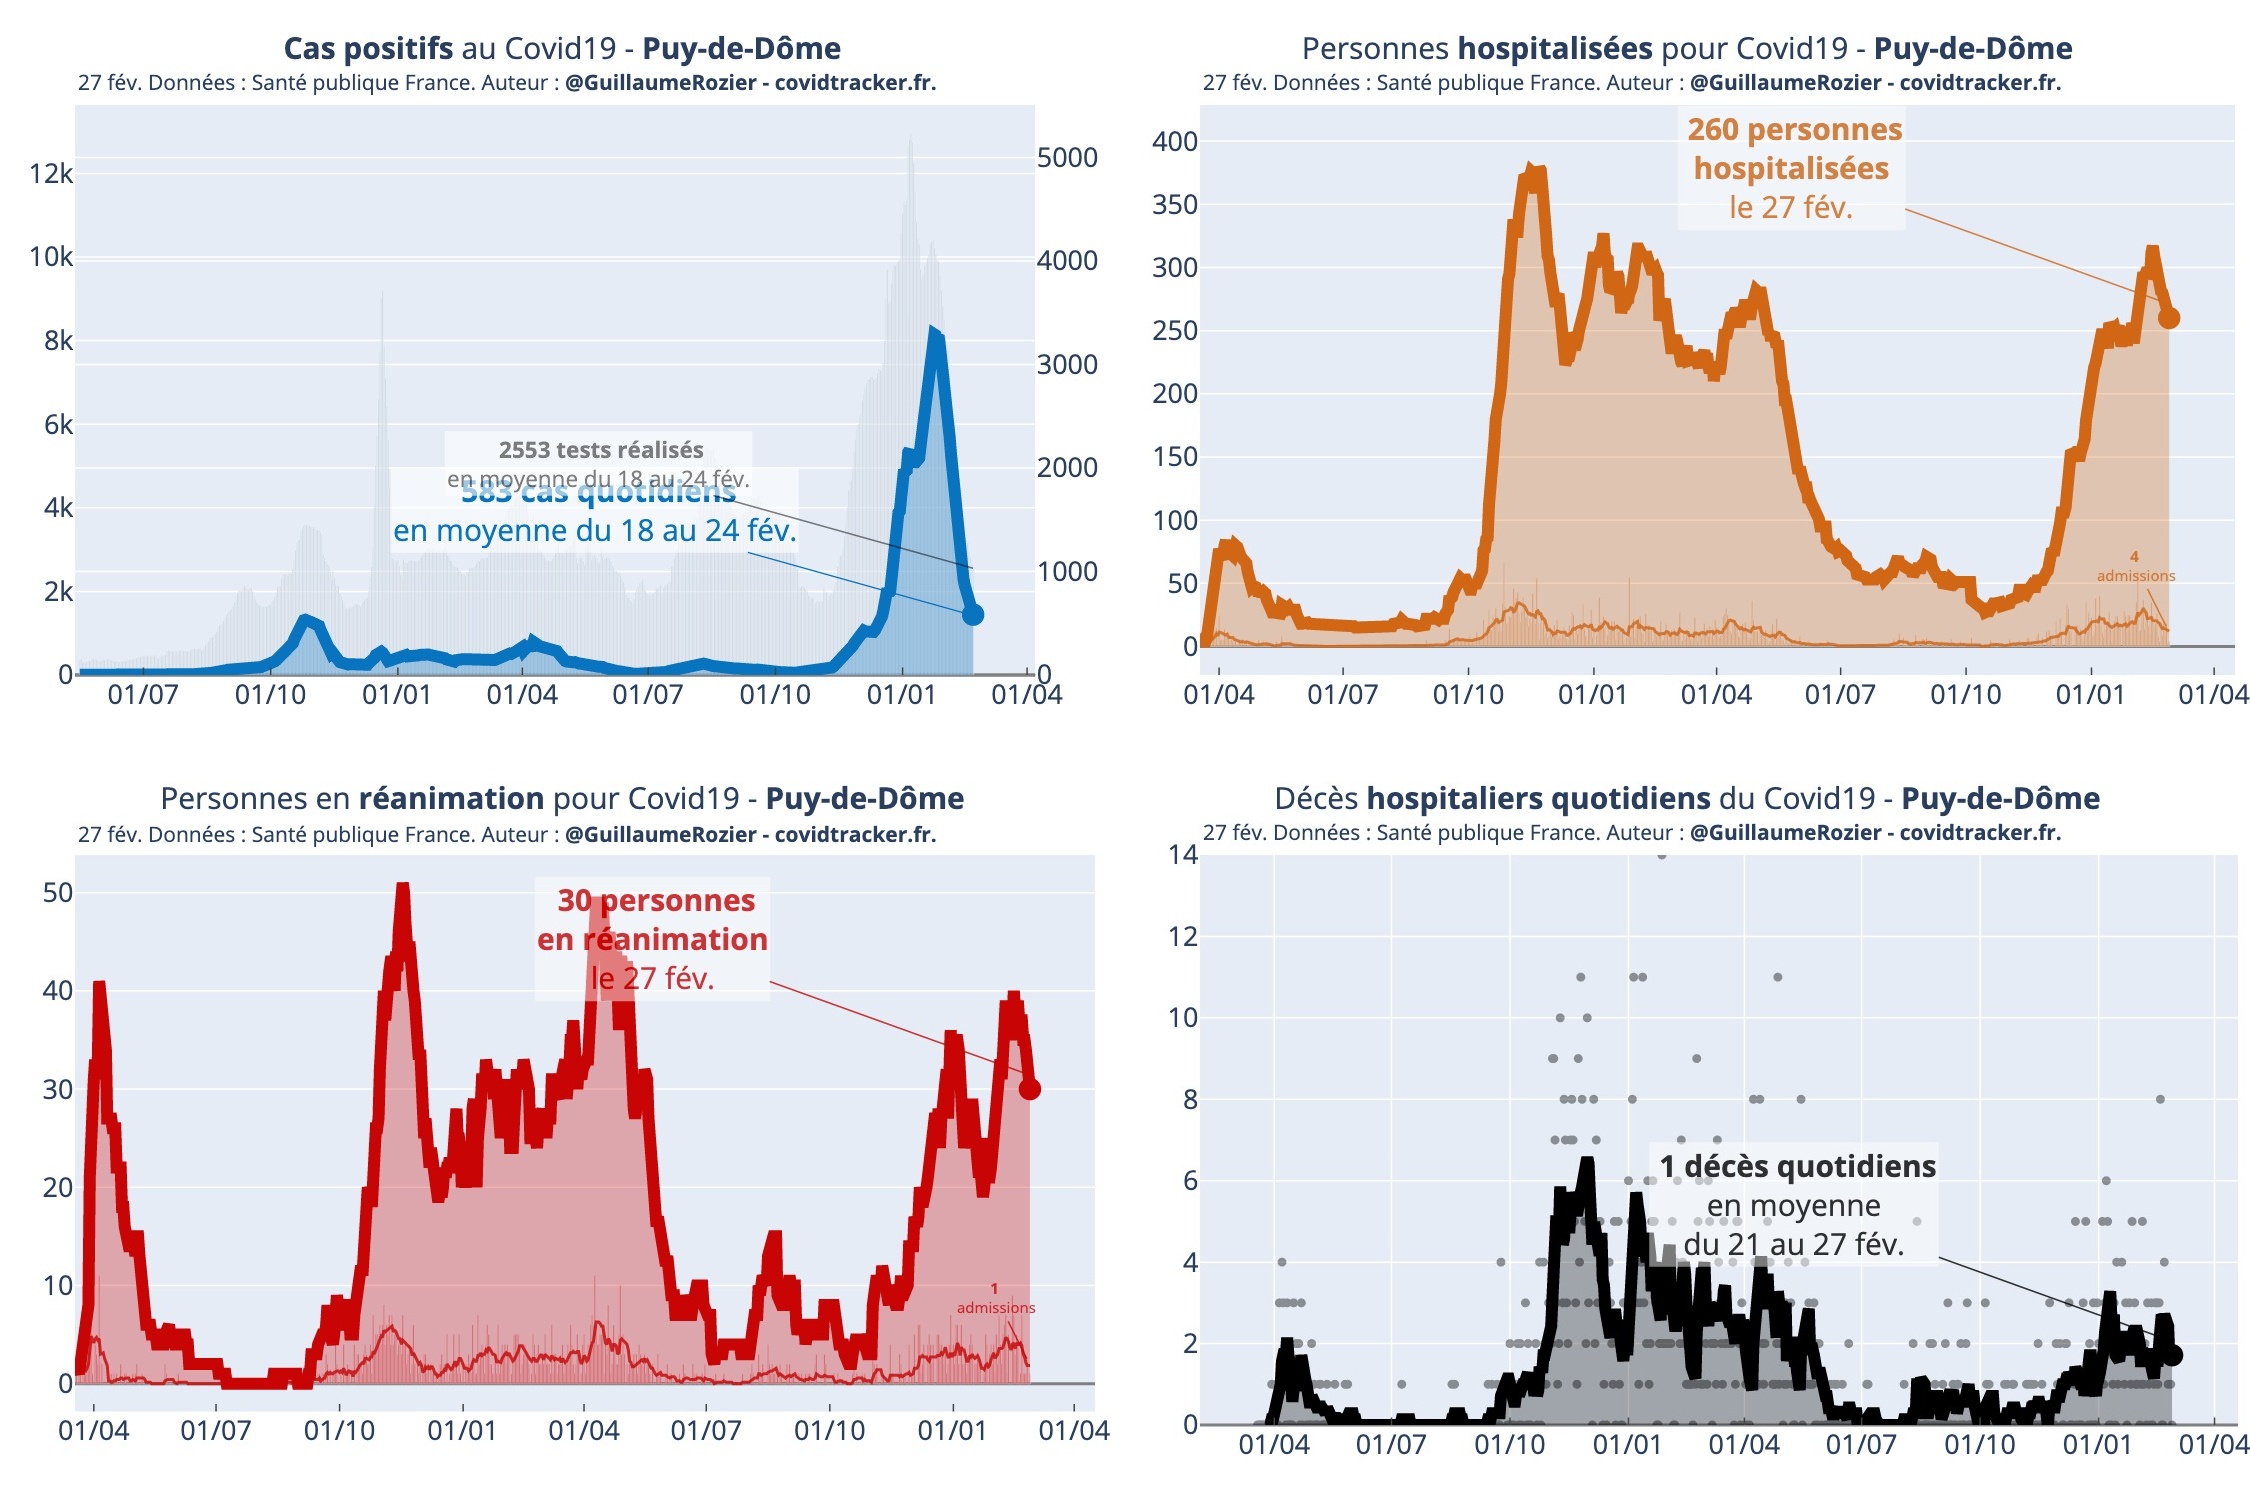 Cas positifs au Covid19 - Puy-de-Dôme
27 fév. Données : Santé publique France. Auteur : @GuillaumeRozier - covidtracker.fr.
12k
10k
8k
6k
4k
2k
0
5000
4000
3000
2000
1000
0
2553 tests réalisés
en moyenne du 18 au 24 fév.
583 cas quotidiens
en moyenne du 18 au 24 fév.
01/07 01/10 01/01 01/04 01/07 01/10 01/01 01/04
Personnes hospitalisées pour Covid19 - Puy-de-Dôme
27 fév. Données : Santé publique France. Auteur : @GuillaumeRozier - covidtracker.fr.
400
350
300
250
200
150
100
50
0
260 personnes
hospitalisées
le 27 fév.
4
admissions
01/04 01/07 01/10 01/01 01/04 01/07 01/10 01/01 01/04
Personnes en réanimation pour Covid19 - Puy-de-Dôme
27 fév. Données : Santé publique France. Auteur : @GuillaumeRozier - covidtracker.fr.
50
40
30
20
10
0
30 personnes
en réanimation
le 27 fév.
1
admissions
01/04 01/07 01/10 01/01 01/04 01/07 01/10 01/01 01/04
Décès hospitaliers quotidiens du Covid19 - Puy-de-Dôme
27 fév. Données : Santé publique France. Auteur : @GuillaumeRozier - covidtracker.fr.
14
12
10
8
6
4
2
0
1 décès quotidiens
en moyenne
du 21 au 27 fév.
01/04 01/07 01/10 01/01 01/04 01/07 01/10 01/01 01/04